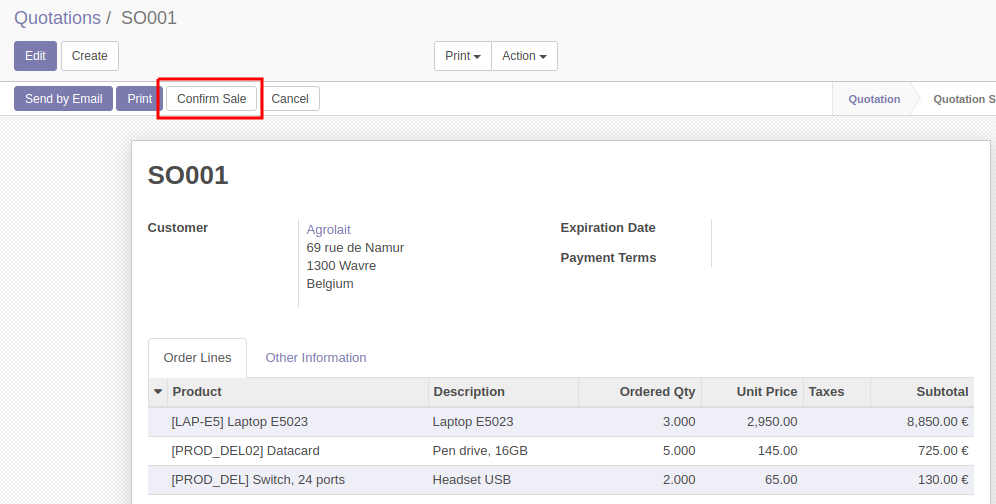 Quotations / SO001
Edit Create Print Action
Send by Email Print Confirm Sale Cancel Quotation Quotation S
SO001
Customer Agrolait Expiration Date
69 rue de Namur
1300 Wavre Payment Terms
Belgium
Order Lines Other Information
Product Description Ordered Qty Unit Price Taxes Subtotal
[LAP-E5] Laptop E5023 Laptop E5023 3.000 2,950.00 8,850.00 €
[PROD_DEL02] Datacard Pen drive, 16GB 5.000 145.00 725.00 €
[PROD_DEL] Switch, 24 ports Headset USB 2.000 65.00 130.00 €